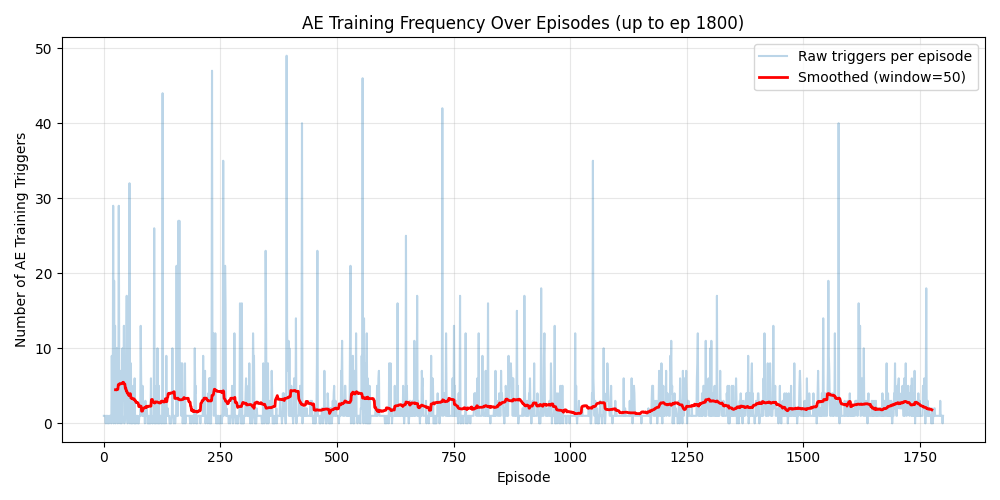 AE Training Frequency Over Episodes (up to ep 1800)
Raw triggers per episode
Smoothed (window=50)
Number of AE Training Triggers
50
40
30
20
10
0
0 250 500 750 1000 1250 1500 1750
Episode